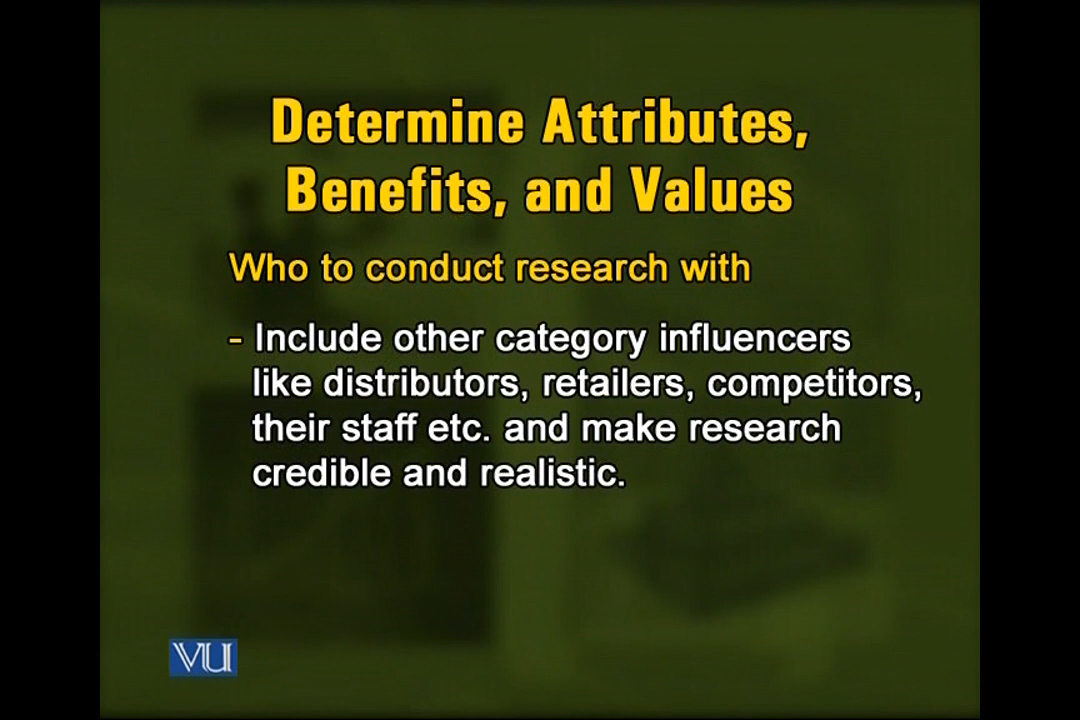 Determine Attributes,
Benefits, and Values
Who to conduct research with
- Include other category influencers
like distributors, retailers, competitors,
their staff etc. and make research
credible and realistic.
VU